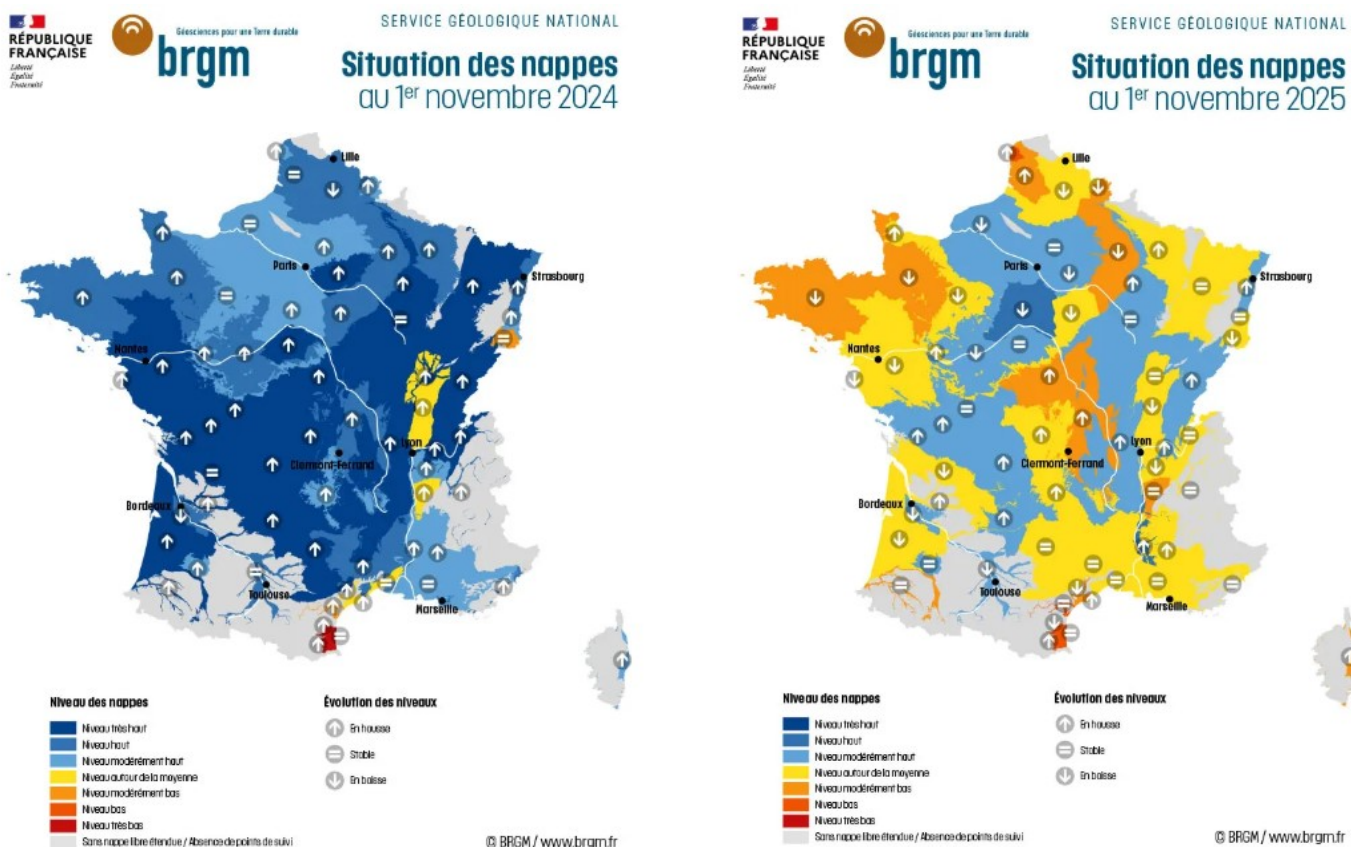 RÉPUBLIQUE
FRANÇAISE
Liberté
Égalité
Fraternité
Géosciences pour une Terre durable
brgm
SERVICE GÉOLOGIQUE NATIONAL
Situation des nappes
au 1er novembre 2024
Lille
Paris
Strasbourg
Nantes
Lyon
Clermont-Ferrand
Bordeaux
Toulouse
Marseille
Niveau des nappes
Niveau très haut
Niveau haut
Niveau modérément haut
Niveau autour de la moyenne
Niveau modérément bas
Niveau bas
Niveau très bas
Sans nappe libre étendue / Absence de points de suivi
Évolution des niveaux
En hausse
Stable
En baisse
© BRGM / www.brgm.fr
RÉPUBLIQUE
FRANÇAISE
Liberté
Égalité
Fraternité
Géosciences pour une Terre durable
brgm
SERVICE GÉOLOGIQUE NATIONAL
Situation des nappes
au 1er novembre 2025
Lille
Paris
Strasbourg
Nantes
Lyon
Clermont-Ferrand
Bordeaux
Toulouse
Marseille
Niveau des nappes
Niveau très haut
Niveau haut
Niveau modérément haut
Niveau autour de la moyenne
Niveau modérément bas
Niveau bas
Niveau très bas
Sans nappe libre étendue / Absence de points de suivi
Évolution des niveaux
En hausse
Stable
En baisse
© BRGM / www.brgm.fr